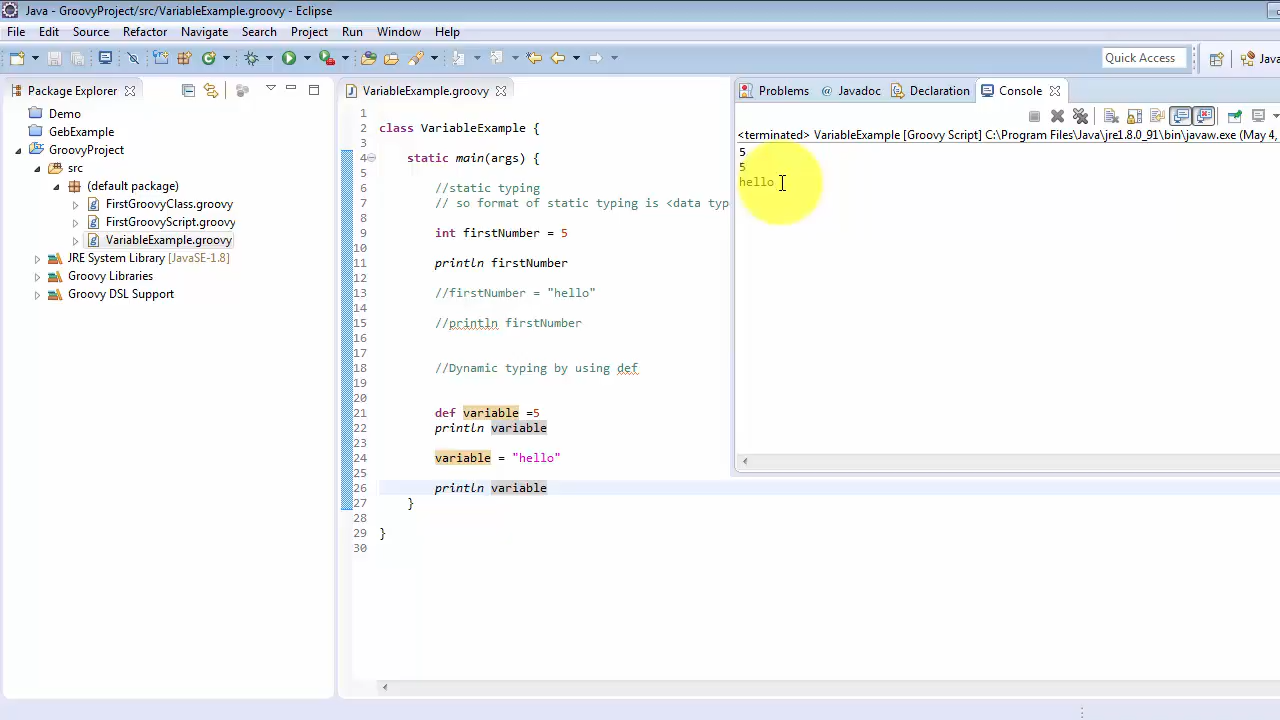 Java - GroovyProject/src/VariableExample.groovy - Eclipse
File Edit Source Refactor Navigate Search Project Run Window Help
Quick Access
Java
Package Explorer
Demo
GebExample
GroovyProject
src
(default package)
FirstGroovyClass.groovy
FirstGroovyScript.groovy
VariableExample.groovy
JRE System Library [JavaSE-1.8]
Groovy Libraries
Groovy DSL Support
VariableExample.groovy
1
2 class VariableExample {
3
4 static main(args) {
5
6 //static typing
7 // so format of static typing is <data typ
8
9 int firstNumber = 5
10
11 println firstNumber
12
13 //firstNumber = "hello"
14
15 //println firstNumber
16
17
18 //Dynamic typing by using def
19
20
21 def variable =5
22 println variable
23
24 variable = "hello"
25
26 println variable
27 }
28
29 }
30
Problems @ Javadoc Declaration Console
<terminated> VariableExample [Groovy Script] C:\Program Files\Java\jre1.8.0_91\bin\javaw.exe (May 4,
5
5
hello